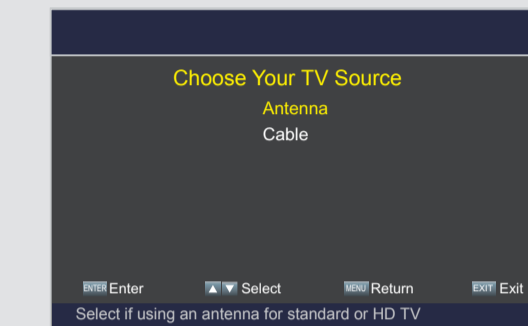 Choose Your TV Source
Antenna
Cable
ENTER Enter ▲▼ Select MENU Return EXIT Exit
Select if using an antenna for standard or HD TV